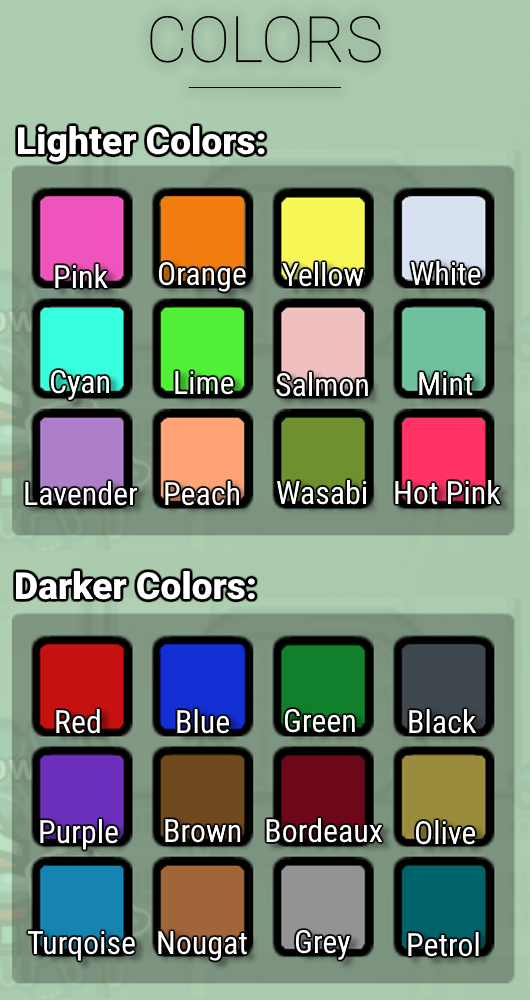 COLORS
Lighter Colors:
Pink Orange Yellow White
Cyan Lime Salmon Mint
Lavender Peach Wasabi Hot Pink
Darker Colors:
Red Blue Green Black
Purple Brown Bordeaux Olive
Turqoise Nougat Grey Petrol